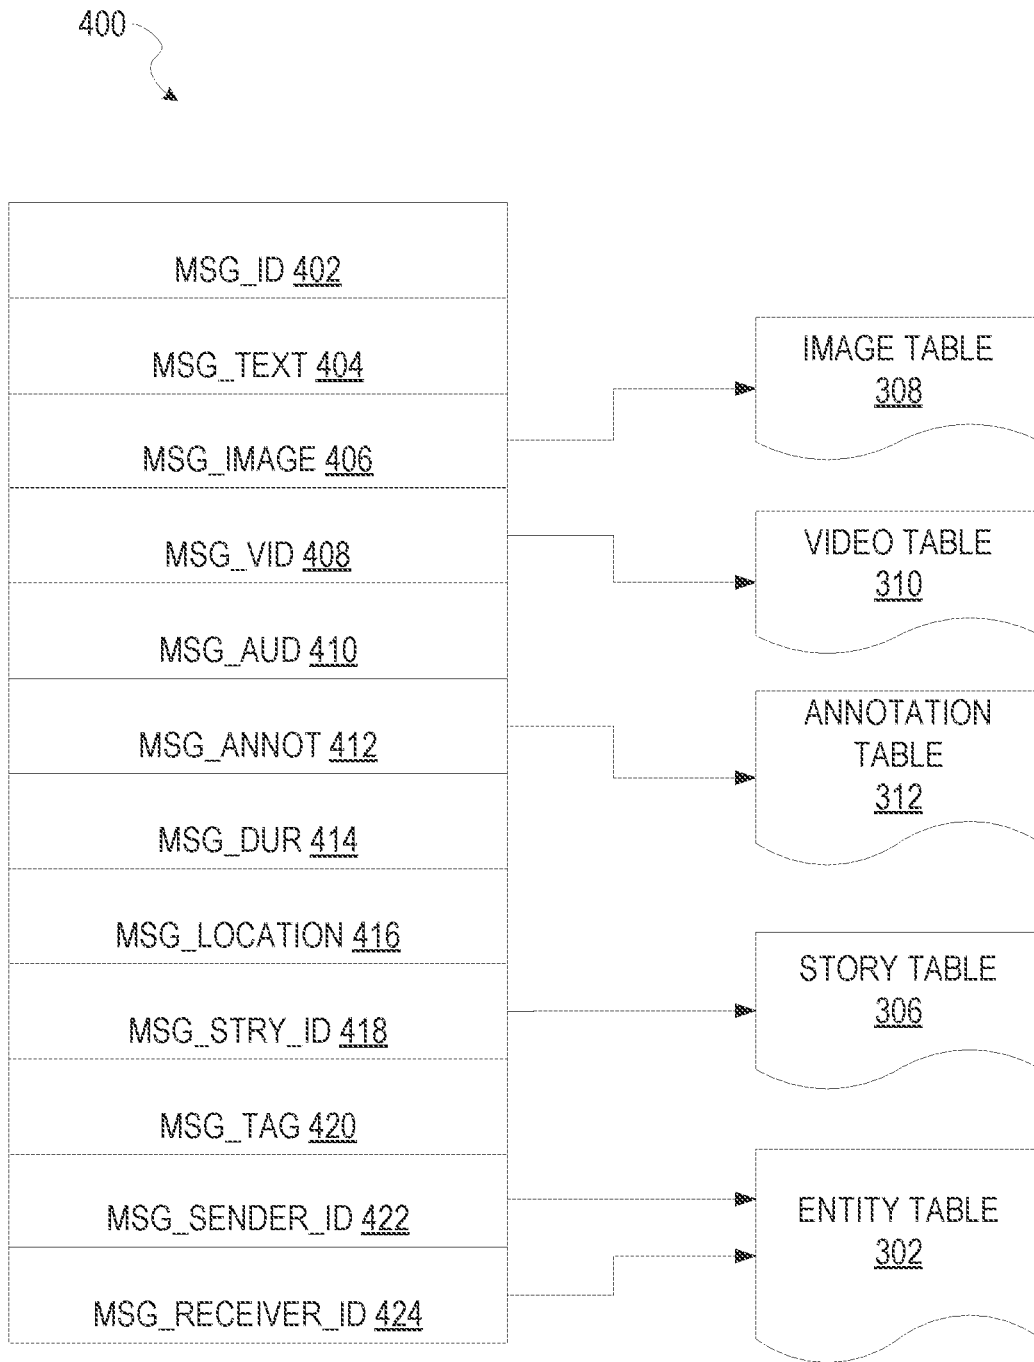 400
MSG_ID 402
MSG_TEXT 404
MSG_IMAGE 406
MSG_VID 408
MSG_AUD 410
MSG_ANNOT 412
MSG_DUR 414
MSG_LOCATION 416
MSG_STRY_ID 418
MSG_TAG 420
MSG_SENDER_ID 422
MSG_RECEIVER_ID 424
IMAGE TABLE
308
VIDEO TABLE
310
ANNOTATION
TABLE
312
STORY TABLE
306
ENTITY TABLE
302